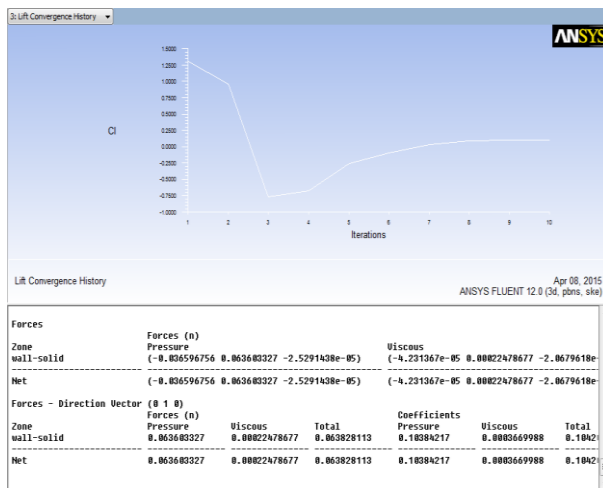 3: Lift Convergence History
ANSYS
1.5000
1.2500
1.0000
0.7500
0.5000
0.2500
0.0000
-0.2500
-0.5000
-0.7500
-1.0000
Cl
1 2 3 4 5 6 7 8 9 10
Iterations
Lift Convergence History
Apr 08, 2015
ANSYS FLUENT 12.0 (3d, pbns, ske)
Forces
Forces (n)
Zone Pressure Viscous
wall-solid (-0.036596756 0.063603327 -2.5291438e-05) (-4.231367e-05 0.00022478677 -2.0679618e-
Net (-0.036596756 0.063603327 -2.5291438e-05) (-4.231367e-05 0.00022478677 -2.0679618e-
Forces - Direction Vector (0 1 0)
Forces (n) Coefficients
Zone Pressure Viscous Total Pressure Viscous Total
wall-solid 0.063603327 0.00022478677 0.063828113 0.10384217 0.0003669988 0.1042
Net 0.063603327 0.00022478677 0.063828113 0.10384217 0.0003669988 0.1042